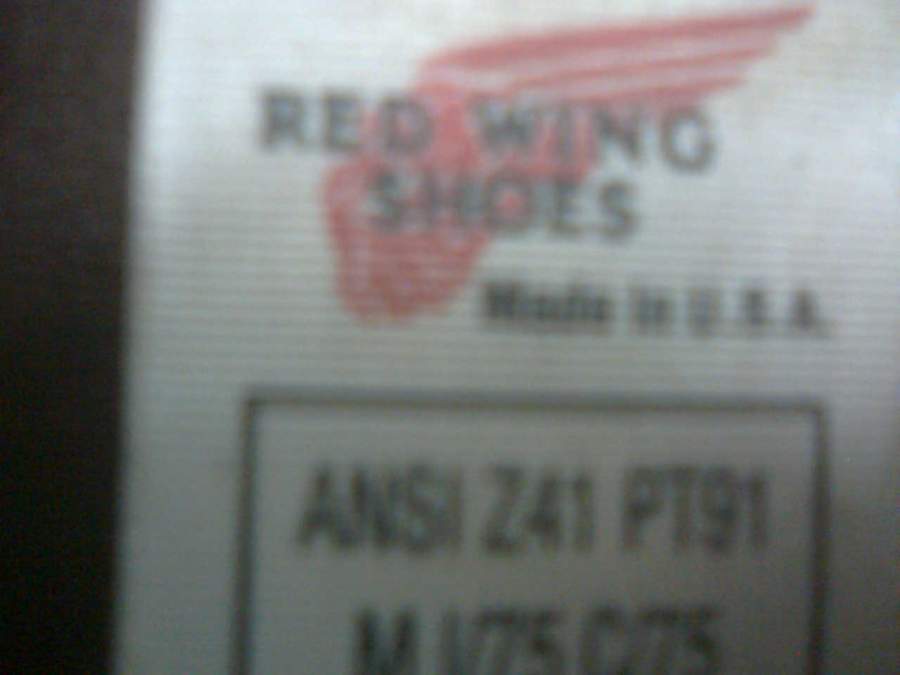 RED WING
SHOES
Made in U.S.A.
ANSI Z41 PT91
M I/75 C/75